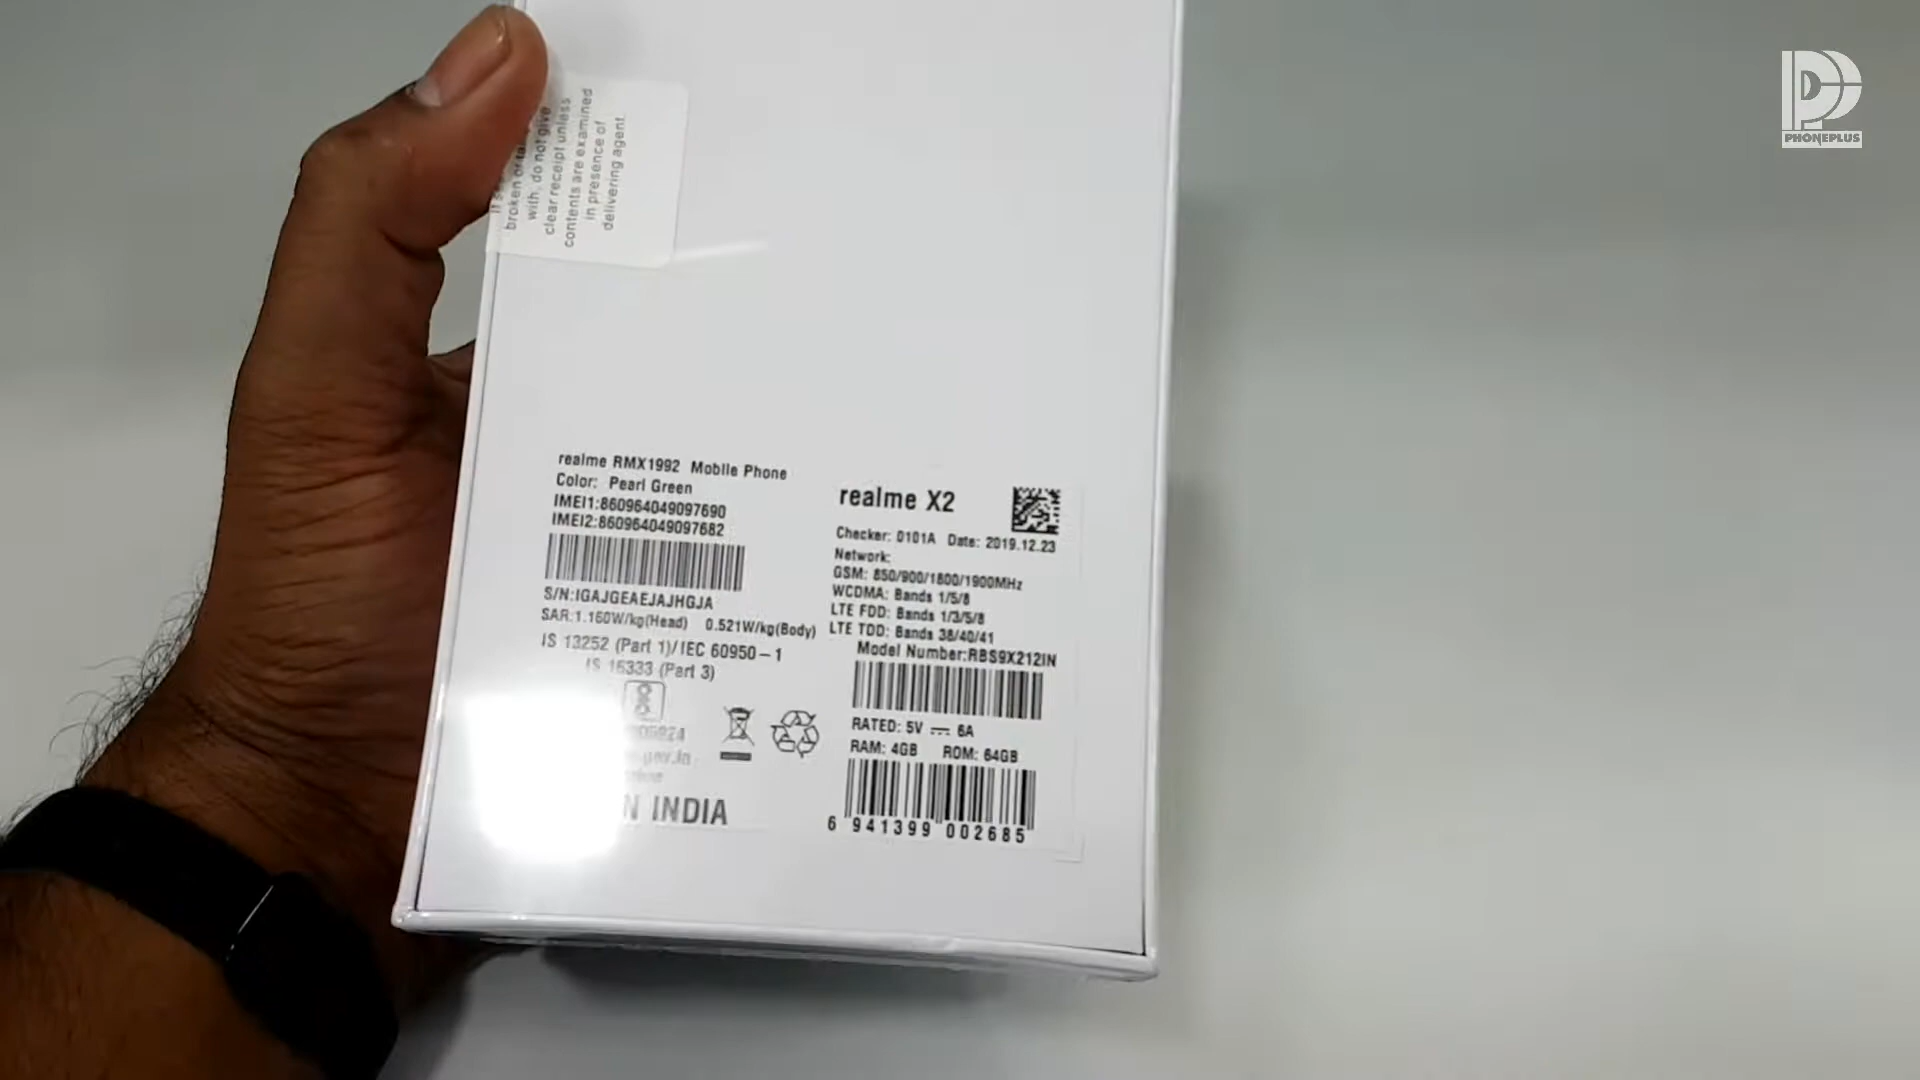 broken or
with, do not give
clear receipt unless
contents are examined
in presence of
delivering agent.
realme RMX1992 Mobile Phone
Color: Pearl Green
IMEI1:860964049097690
IMEI2:860964049097682
S/N:IGAJGEAEJAJHGJA
SAR:1.160W/kg(Head) 0.521W/kg(Body)
IS 13252 (Part 1)/IEC 60950-1
IS 16333 (Part 3)
INDIA
realme X2
Checker: 0101A Date: 2019.12.23
Network:
GSM: 850/900/1800/1900MHz
WCDMA: Bands 1/5/8
LTE FDD: Bands 1/3/5/8
LTE TDD: Bands 38/40/41
Model Number:RBS9X212IN
RATED: 5V ⎓ 6A
RAM: 4GB ROM: 64GB
6 941399 002685
PHONEPLUS